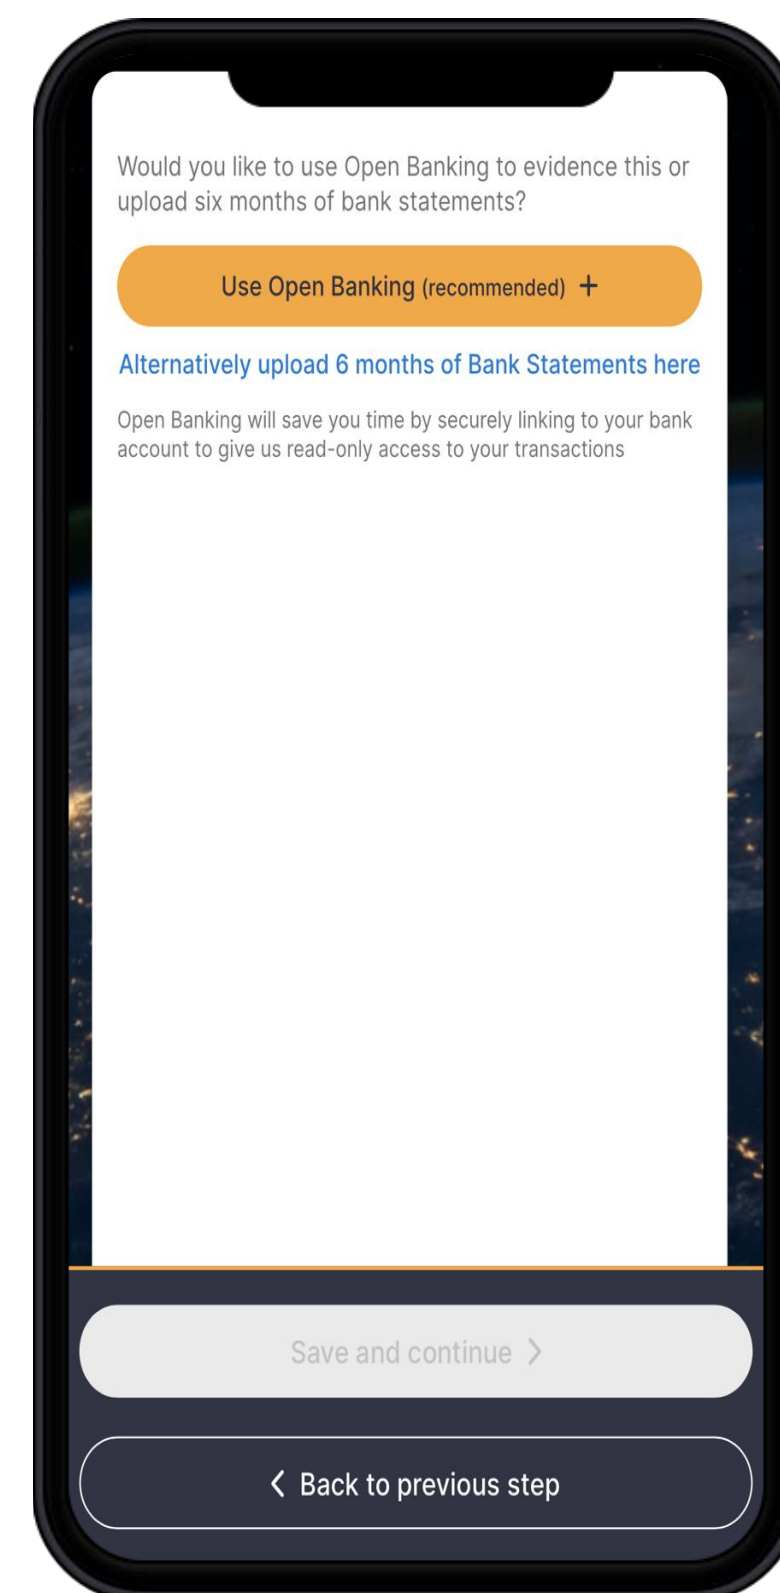 Would you like to use Open Banking to evidence this or
upload six months of bank statements?
Use Open Banking (recommended) +
Alternatively upload 6 months of Bank Statements here
Open Banking will save you time by securely linking to your bank
account to give us read-only access to your transactions
Save and continue >
< Back to previous step